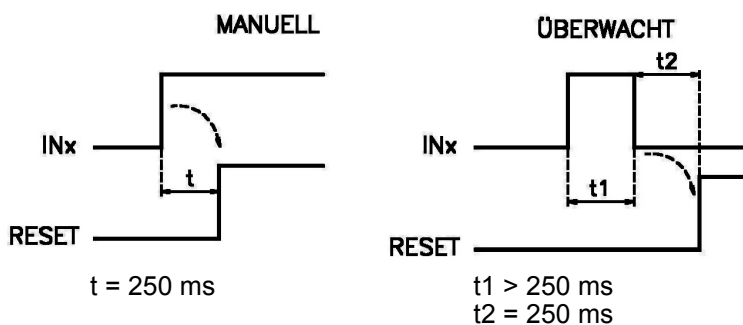 MANUELL
INx
t
RESET
t = 250 ms
ÜBERWACHT
t2
INx
t1
RESET
t1 > 250 ms
t2 = 250 ms